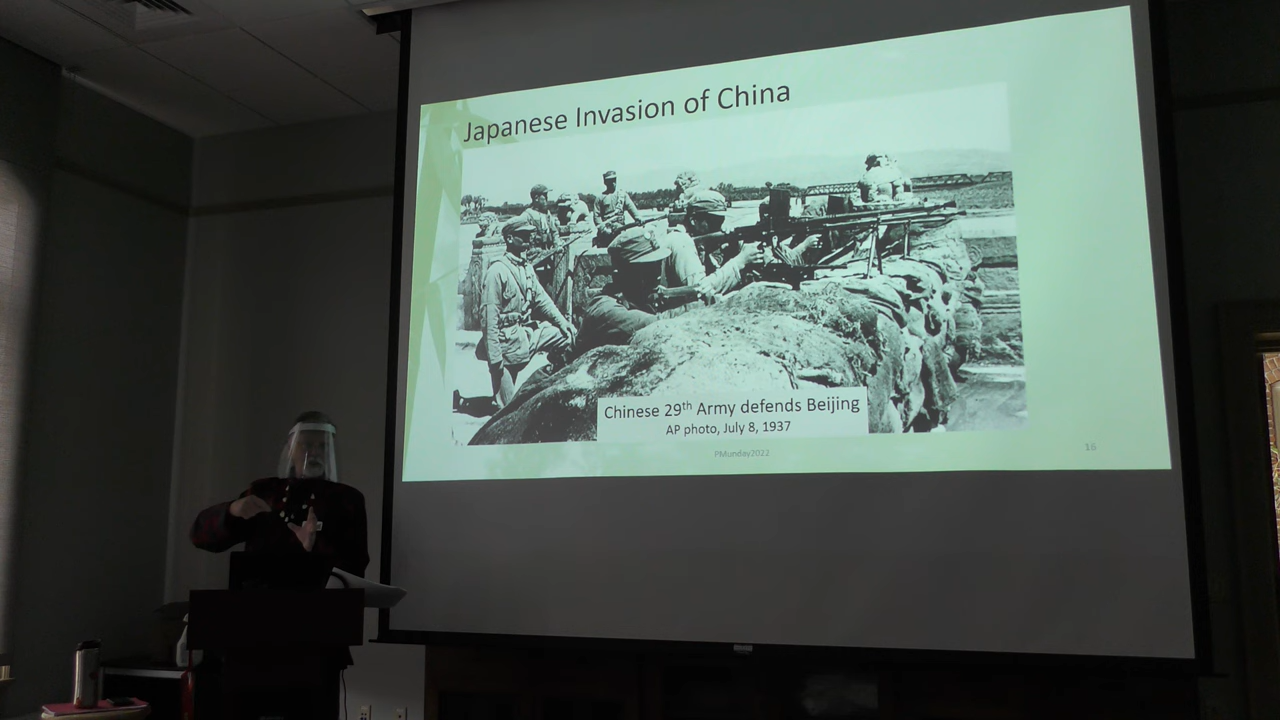 Japanese Invasion of China
Chinese 29th Army defends Beijing
AP photo, July 8, 1937
PMunday2022
16